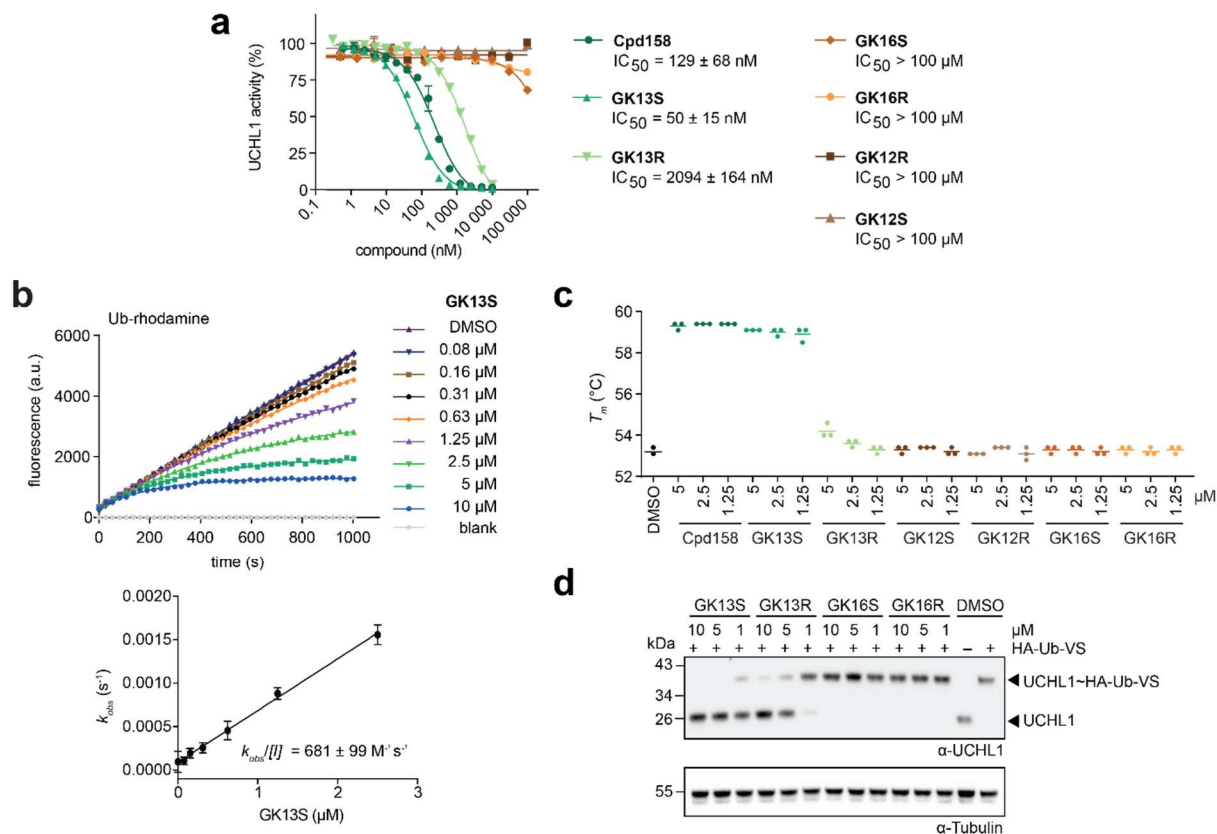 a
UCHL1 activity (%)
100
75
50
25
0
0.1
1
10
100
1 000
10 000
100 000
compound (nM)
Cpd158
IC50 = 129 ± 68 nM
GK13S
IC50 = 50 ± 15 nM
GK13R
IC50 = 2094 ± 164 nM
GK16S
IC50 > 100 µM
GK16R
IC50 > 100 µM
GK12R
IC50 > 100 µM
GK12S
IC50 > 100 µM
b
Ub-rhodamine
fluorescence (a.u.)
6000
4000
2000
0
0 200 400 600 800 1000
time (s)
GK13S
DMSO
0.08 µM
0.16 µM
0.31 µM
0.63 µM
1.25 µM
2.5 µM
5 µM
10 µM
blank
kobs (s⁻¹)
0.0020
0.0015
0.0010
0.0005
0.0000
kobs/[I] = 681 ± 99 M⁻¹ s⁻¹
0 1 2 3
GK13S (µM)
c
Tm (°C)
60
58
56
54
52
DMSO
5 2.5 1.25 5 2.5 1.25 5 2.5 1.25 5 2.5 1.25 5 2.5 1.25 5 2.5 1.25 5 2.5 1.25 µM
Cpd158 GK13S GK13R GK12S GK12R GK16S GK16R
d
GK13S GK13R GK16S GK16R DMSO
10 5 1 10 5 1 10 5 1 10 5 1 µM
kDa + + + + + + + + + + + + – + HA-Ub-VS
43
34
26
UCHL1~HA-Ub-VS
UCHL1
α-UCHL1
55
α-Tubulin